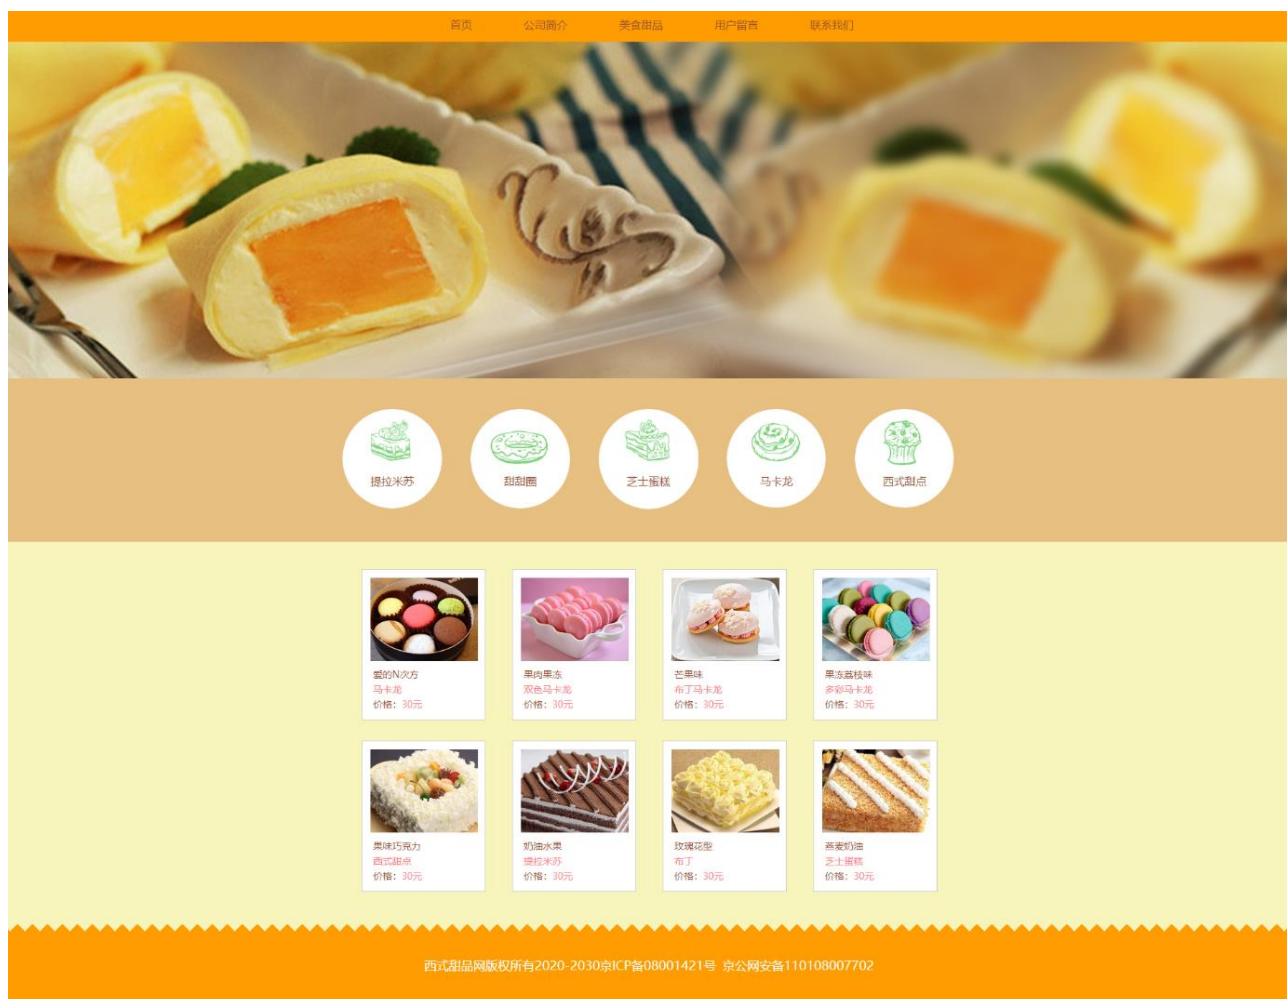 首页 公司简介 美食甜品 用户留言 联系我们
提拉米苏 甜甜圈 芝士蛋糕 马卡龙 西式甜点
爱的N次方 果肉果冻 芒果味 果冻荔枝味
马卡龙 双色马卡龙 布丁马卡龙 多彩马卡龙
价格：30元 价格：30元 价格：30元 价格：30元
果味巧克力 奶油水果 玫瑰花型 燕麦奶油
西式甜点 提拉米苏 布丁 芝士蛋糕
价格：30元 价格：30元 价格：30元 价格：30元
西式甜品网版权所有2020-2030京ICP备08001421号 京公网安备110108007702